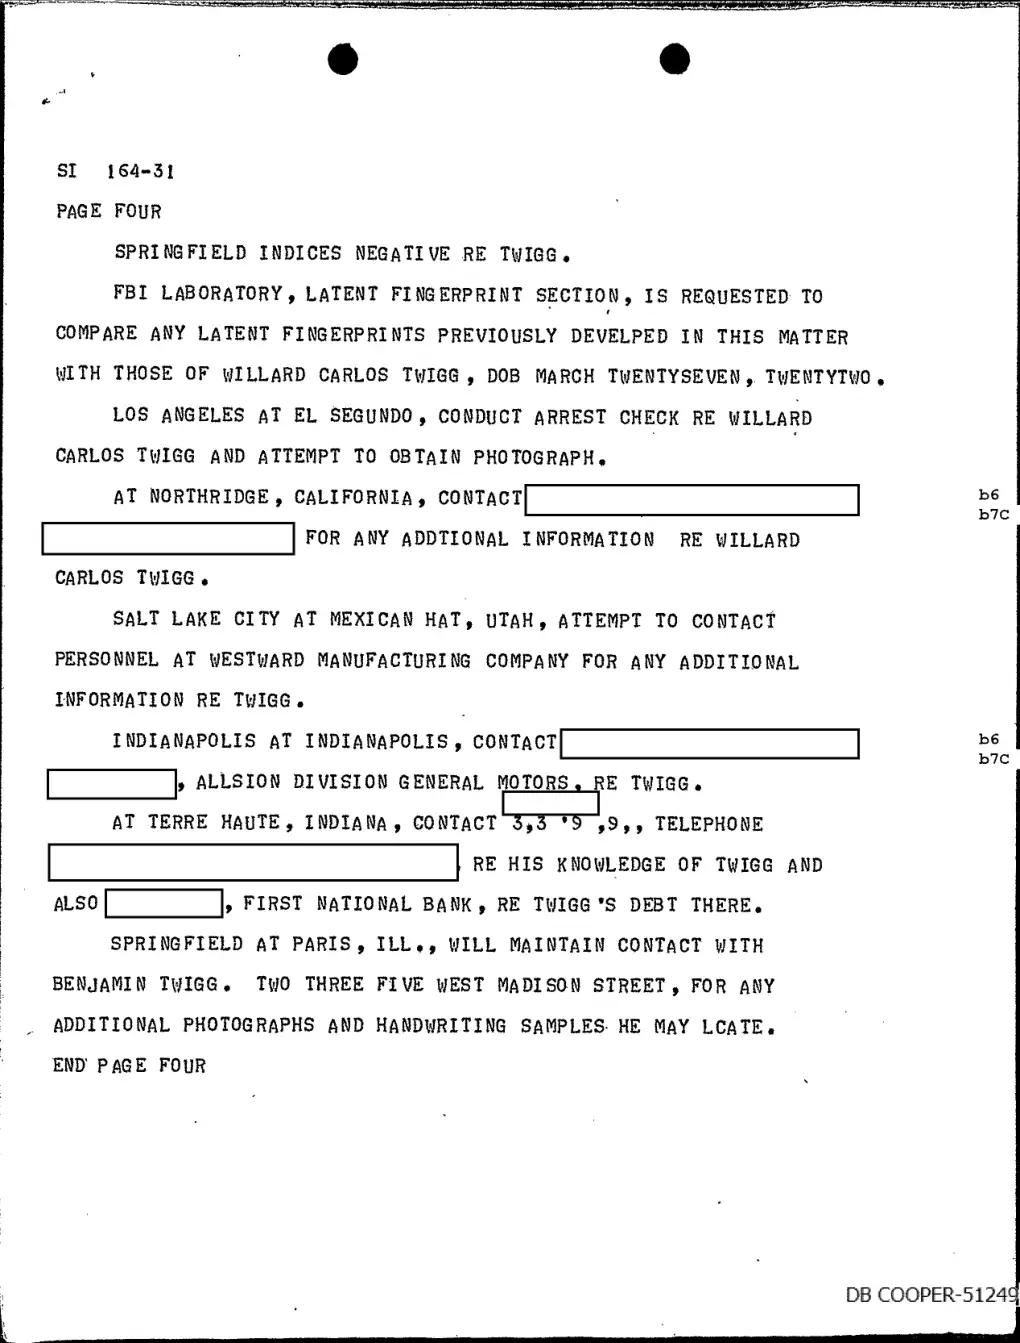 SI 164-31
PAGE FOUR
SPRINGFIELD INDICES NEGATIVE RE TWIGG.
FBI LABORATORY, LATENT FINGERPRINT SECTION, IS REQUESTED TO
COMPARE ANY LATENT FINGERPRINTS PREVIOUSLY DEVELPED IN THIS MATTER
WITH THOSE OF WILLARD CARLOS TWIGG, DOB MARCH TWENTYSEVEN, TWENTYTWO.
LOS ANGELES AT EL SEGUNDO, CONDUCT ARREST CHECK RE WILLARD
CARLOS TWIGG AND ATTEMPT TO OBTAIN PHOTOGRAPH.
AT NORTHRIDGE, CALIFORNIA, CONTACT b6
b7C
FOR ANY ADDTIONAL INFORMATION RE WILLARD
CARLOS TWIGG.
SALT LAKE CITY AT MEXICAN HAT, UTAH, ATTEMPT TO CONTACT
PERSONNEL AT WESTWARD MANUFACTURING COMPANY FOR ANY ADDITIONAL
INFORMATION RE TWIGG.
INDIANAPOLIS AT INDIANAPOLIS, CONTACT b6
b7C
, ALLSION DIVISION GENERAL MOTORS, RE TWIGG.
AT TERRE HAUTE, INDIANA, CONTACT 3,3 '9 ,9,, TELEPHONE
RE HIS KNOWLEDGE OF TWIGG AND
ALSO , FIRST NATIONAL BANK, RE TWIGG'S DEBT THERE.
SPRINGFIELD AT PARIS, ILL., WILL MAINTAIN CONTACT WITH
BENJAMIN TWIGG. TWO THREE FIVE WEST MADISON STREET, FOR ANY
ADDITIONAL PHOTOGRAPHS AND HANDWRITING SAMPLES HE MAY LCATE.
END PAGE FOUR
DB COOPER-51249